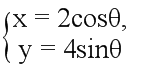 x = 2cosθ,
y = 4sinθ